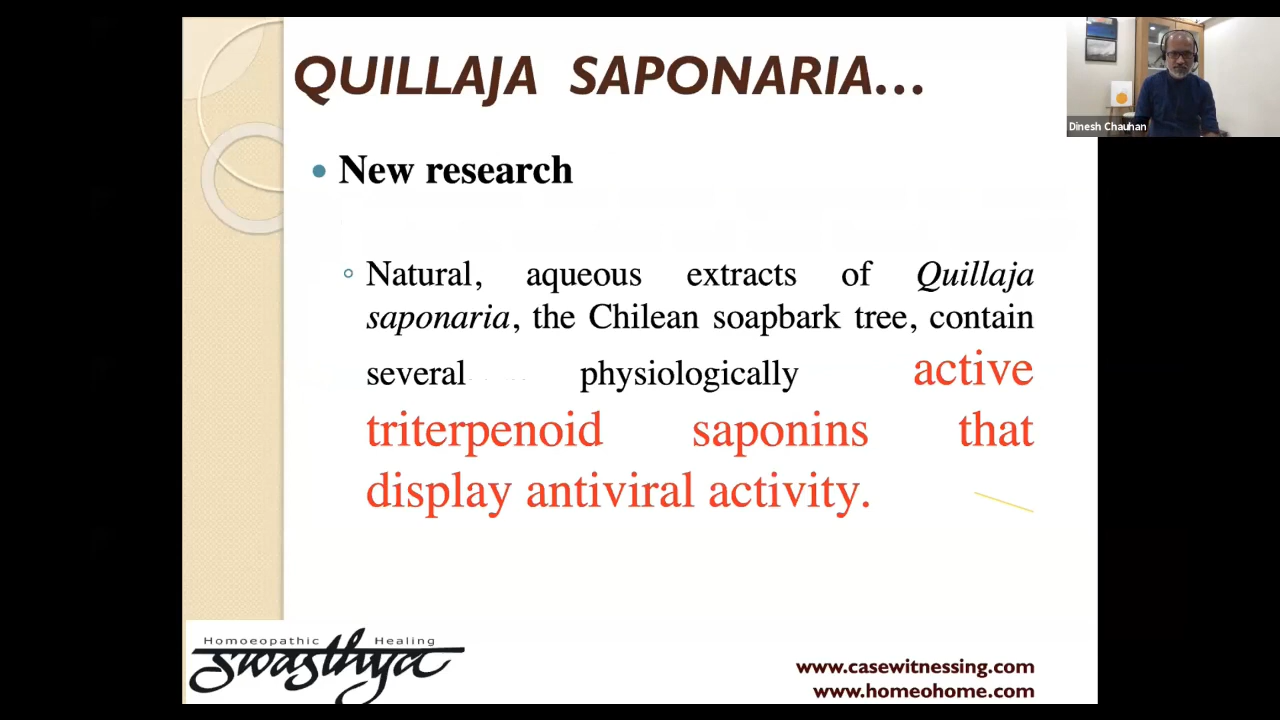 QUILLAJA SAPONARIA...
Dinesh Chauhan
New research
Natural, aqueous extracts of Quillaja
saponaria, the Chilean soapbark tree, contain
several physiologically active
triterpenoid saponins that
display antiviral activity.
Homoeopathic Healing
swasthya
www.casewitnessing.com
www.homeohome.com